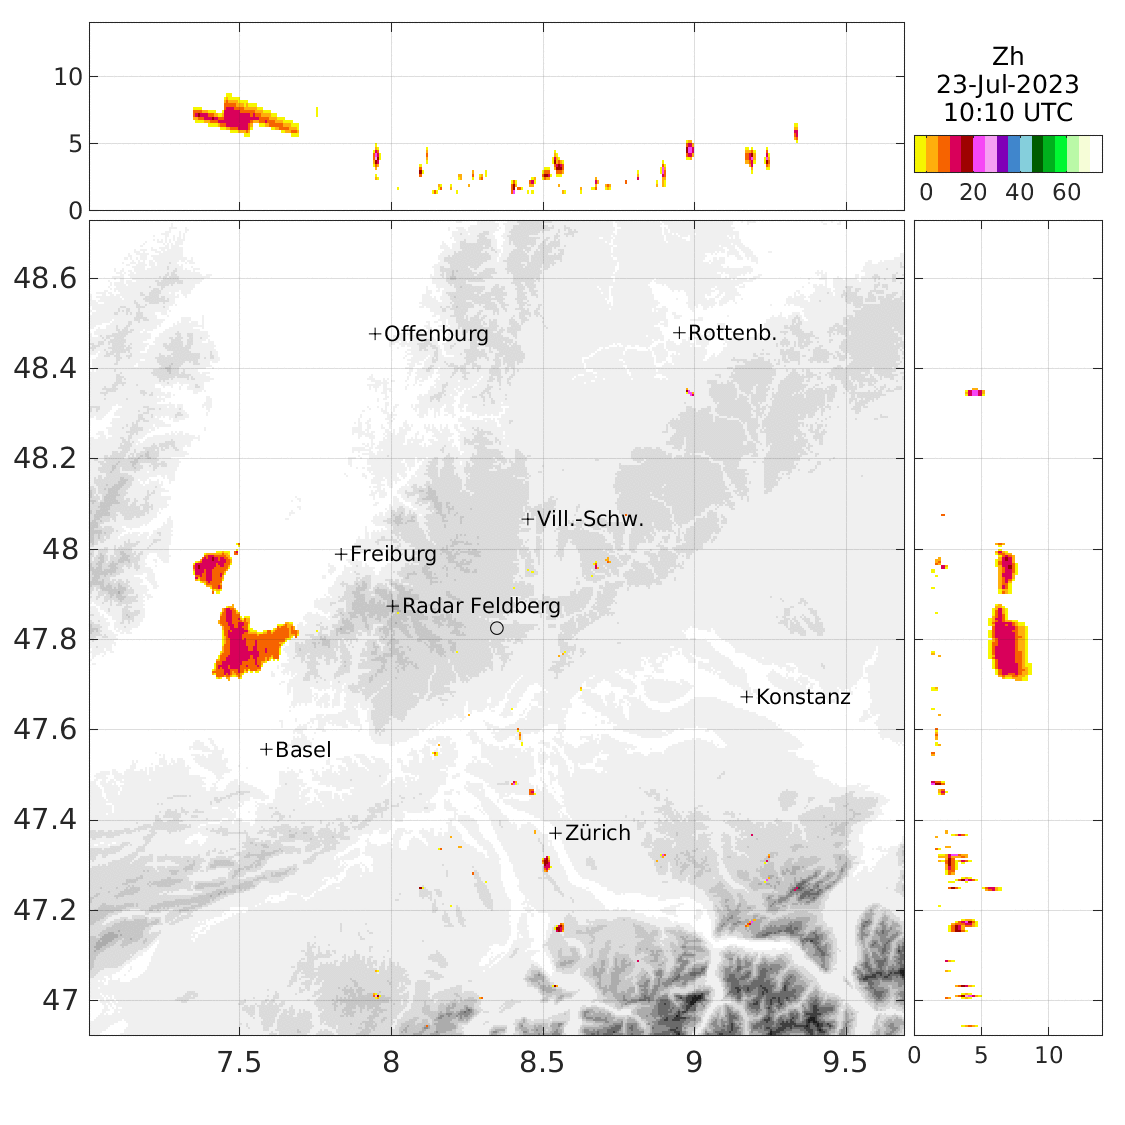 Zh
23-Jul-2023
10:10 UTC
10
5
0
0 20 40 60
48.6
48.4
48.2
48
47.8
47.6
47.4
47.2
47
Offenburg
Rottenb.
Vill.-Schw.
Freiburg
Radar Feldberg
Konstanz
Basel
Zürich
7.5 8 8.5 9 9.5
0 5 10